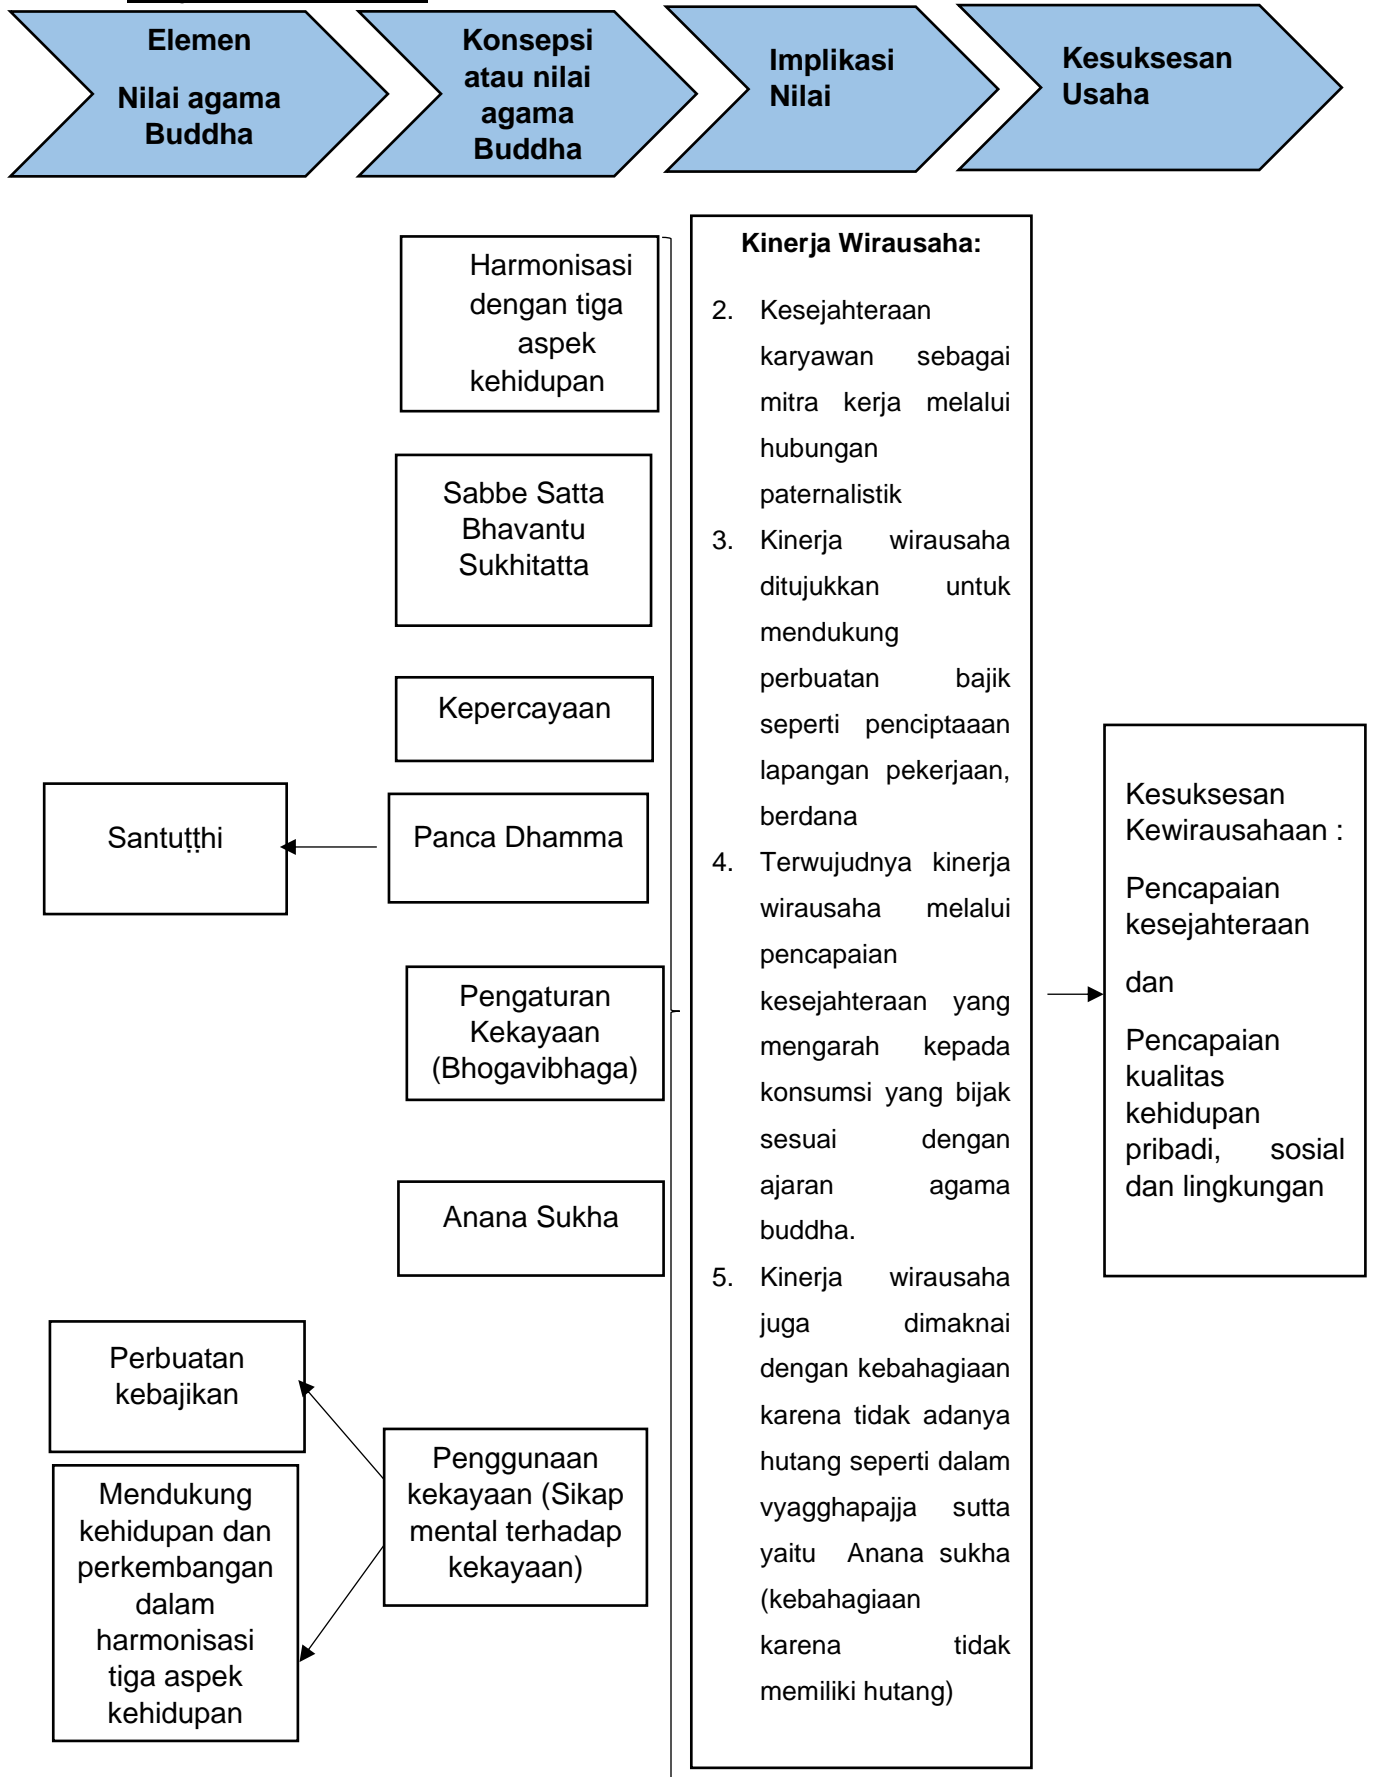 Elemen
Nilai agama
Buddha
Konsepsi
atau nilai
agama
Buddha
Implikasi
Nilai
Kesuksesan
Usaha
Harmonisasi
dengan tiga
aspek
kehidupan
Sabbe Satta
Bhavantu
Sukhitatta
Kepercayaan
Santuṭṭhi
Panca Dhamma
Pengaturan
Kekayaan
(Bhogavibhaga)
Anana Sukha
Perbuatan
kebajikan
Mendukung
kehidupan dan
perkembangan
dalam
harmonisasi
tiga aspek
kehidupan
Penggunaan
kekayaan (Sikap
mental terhadap
kekayaan)
Kinerja Wirausaha:
2. Kesejahteraan
karyawan sebagai
mitra kerja melalui
hubungan
paternalistik
3. Kinerja wirausaha
ditujukkan untuk
mendukung
perbuatan bajik
seperti penciptaaan
lapangan pekerjaan,
berdana
4. Terwujudnya kinerja
wirausaha melalui
pencapaian
kesejahteraan yang
mengarah kepada
konsumsi yang bijak
sesuai dengan
ajaran agama
buddha.
5. Kinerja wirausaha
juga dimaknai
dengan kebahagiaan
karena tidak adanya
hutang seperti dalam
vyagghapajja sutta
yaitu Anana sukha
(kebahagiaan
karena tidak
memiliki hutang)
Kesuksesan
Kewirausahaan :
Pencapaian
kesejahteraan
dan
Pencapaian
kualitas
kehidupan
pribadi, sosial
dan lingkungan